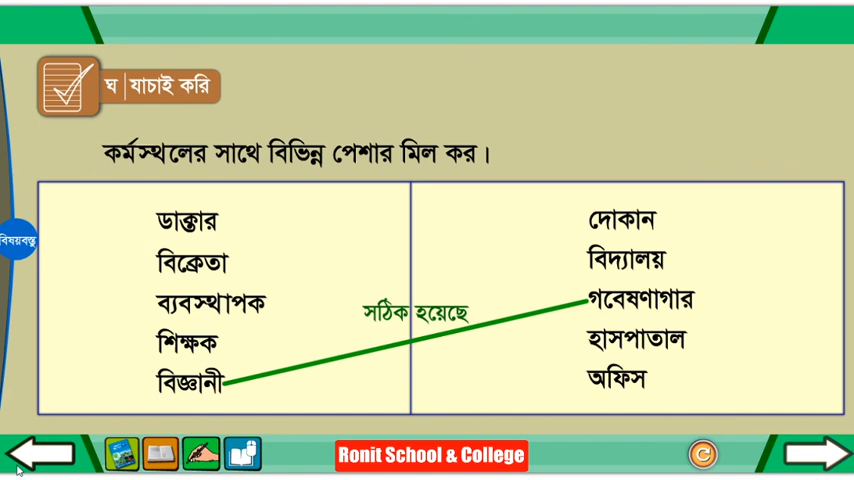 ঘ | যাচাই করি
কর্মস্থলের সাথে বিভিন্ন পেশার মিল কর।
ডাক্তার
বিক্রেতা
ব্যবস্থাপক
শিক্ষক
বিজ্ঞানী
দোকান
বিদ্যালয়
গবেষণাগার
হাসপাতাল
অফিস
সঠিক হয়েছে
বিষয়বস্তু
Ronit School & College